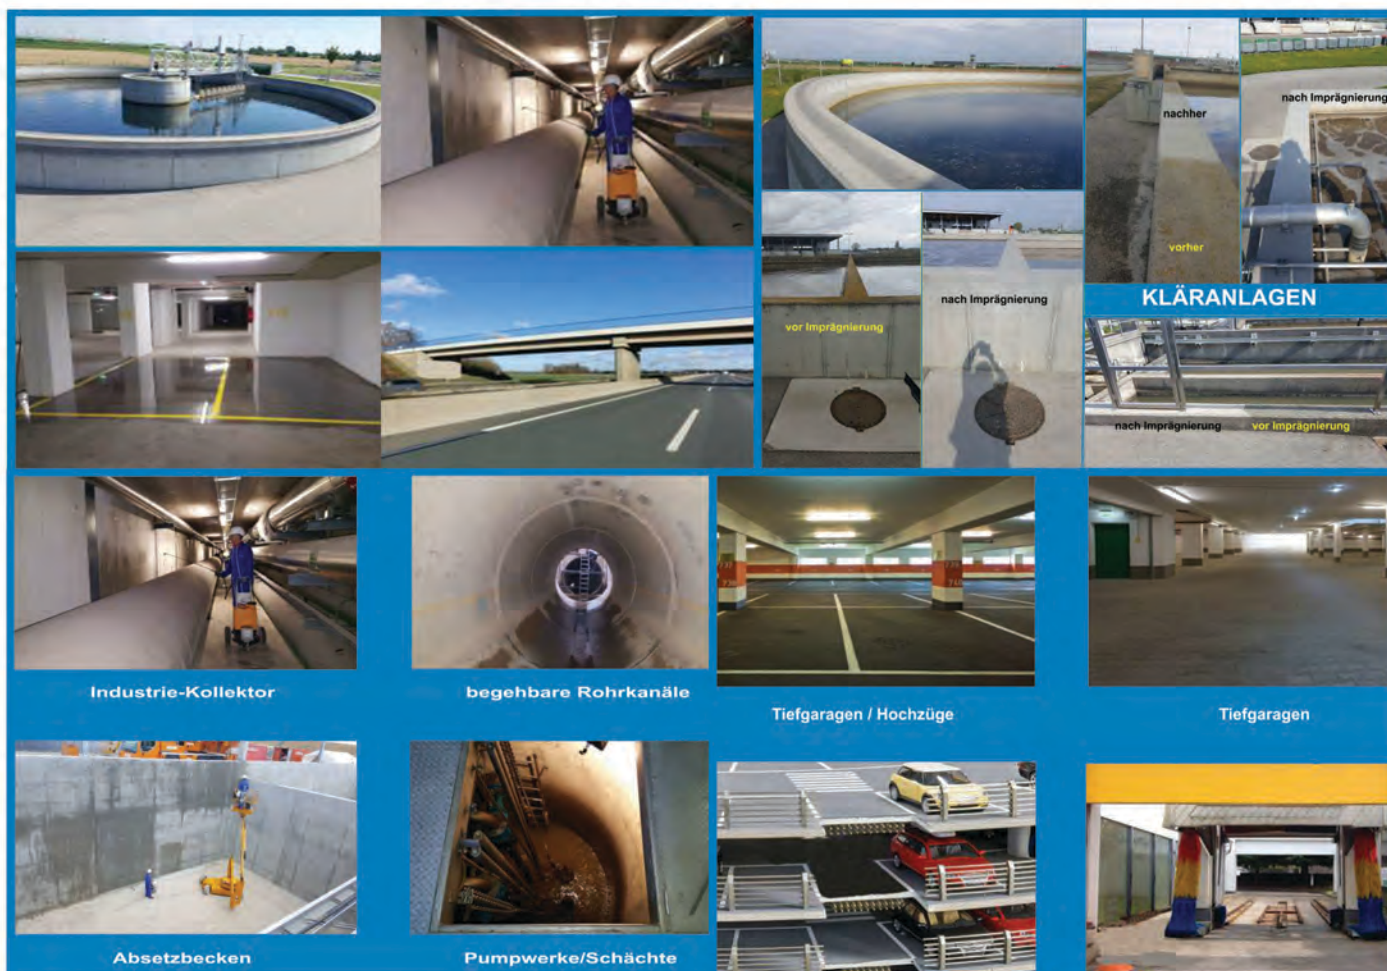 nachher
nach Imprägnierung
vorher
nach Imprägnierung
vor Imprägnierung
KLÄRANLAGEN
nach Imprägnierung
vor Imprägnierung
Industrie-Kollektor
begehbare Rohrkanäle
Tiefgaragen / Hochzüge
Tiefgaragen
Absetzbecken
Pumpwerke/Schächte